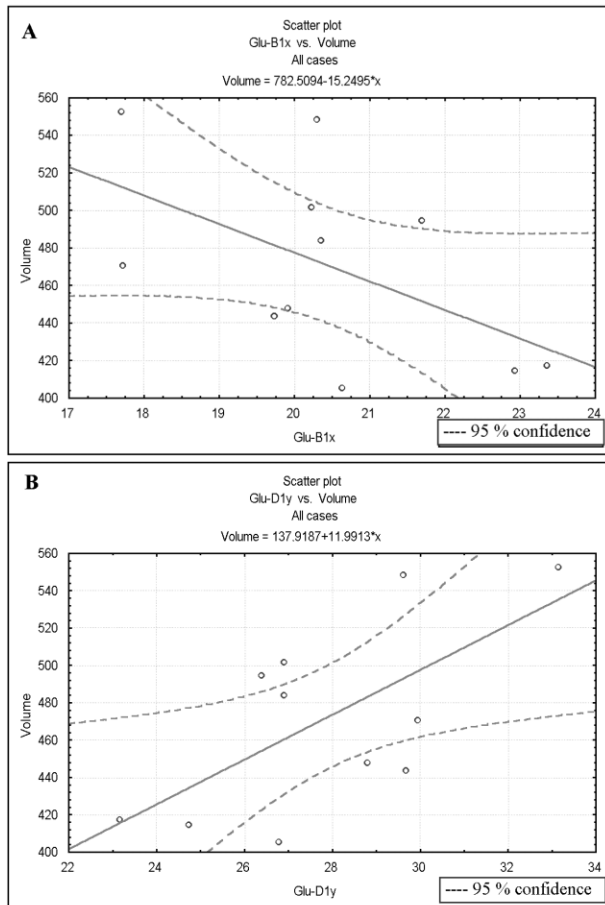 A
Scatter plot
Glu-B1x vs. Volume
All cases
Volume = 782.5094-15.2495*x
560
540
520
500
480
460
440
420
400
Volume
17 18 19 20 21 22 23 24
Glu-B1x
---- 95 % confidence
B
Scatter plot
Glu-D1y vs. Volume
All cases
Volume = 137.9187+11.9913*x
560
540
520
500
480
460
440
420
400
Volume
22 24 26 28 30 32 34
Glu-D1y
---- 95 % confidence